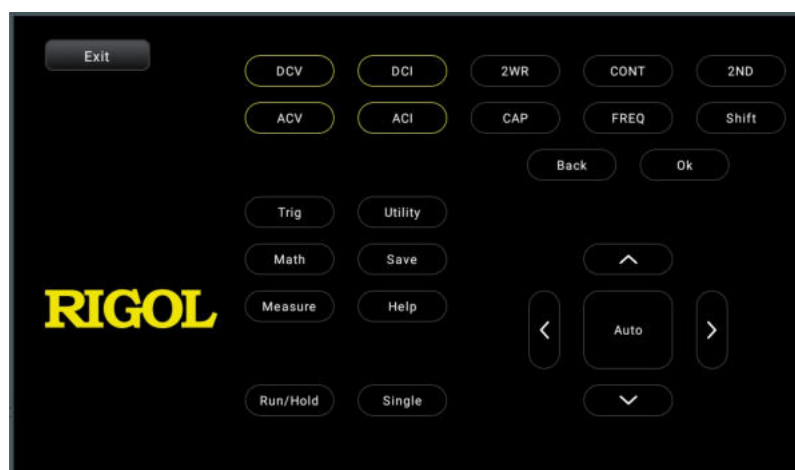 Exit
DCV DCI 2WR CONT 2ND
ACV ACI CAP FREQ Shift
Back Ok
Trig Utility
Math Save
RIGOL
Measure Help
Auto
Run/Hold Single